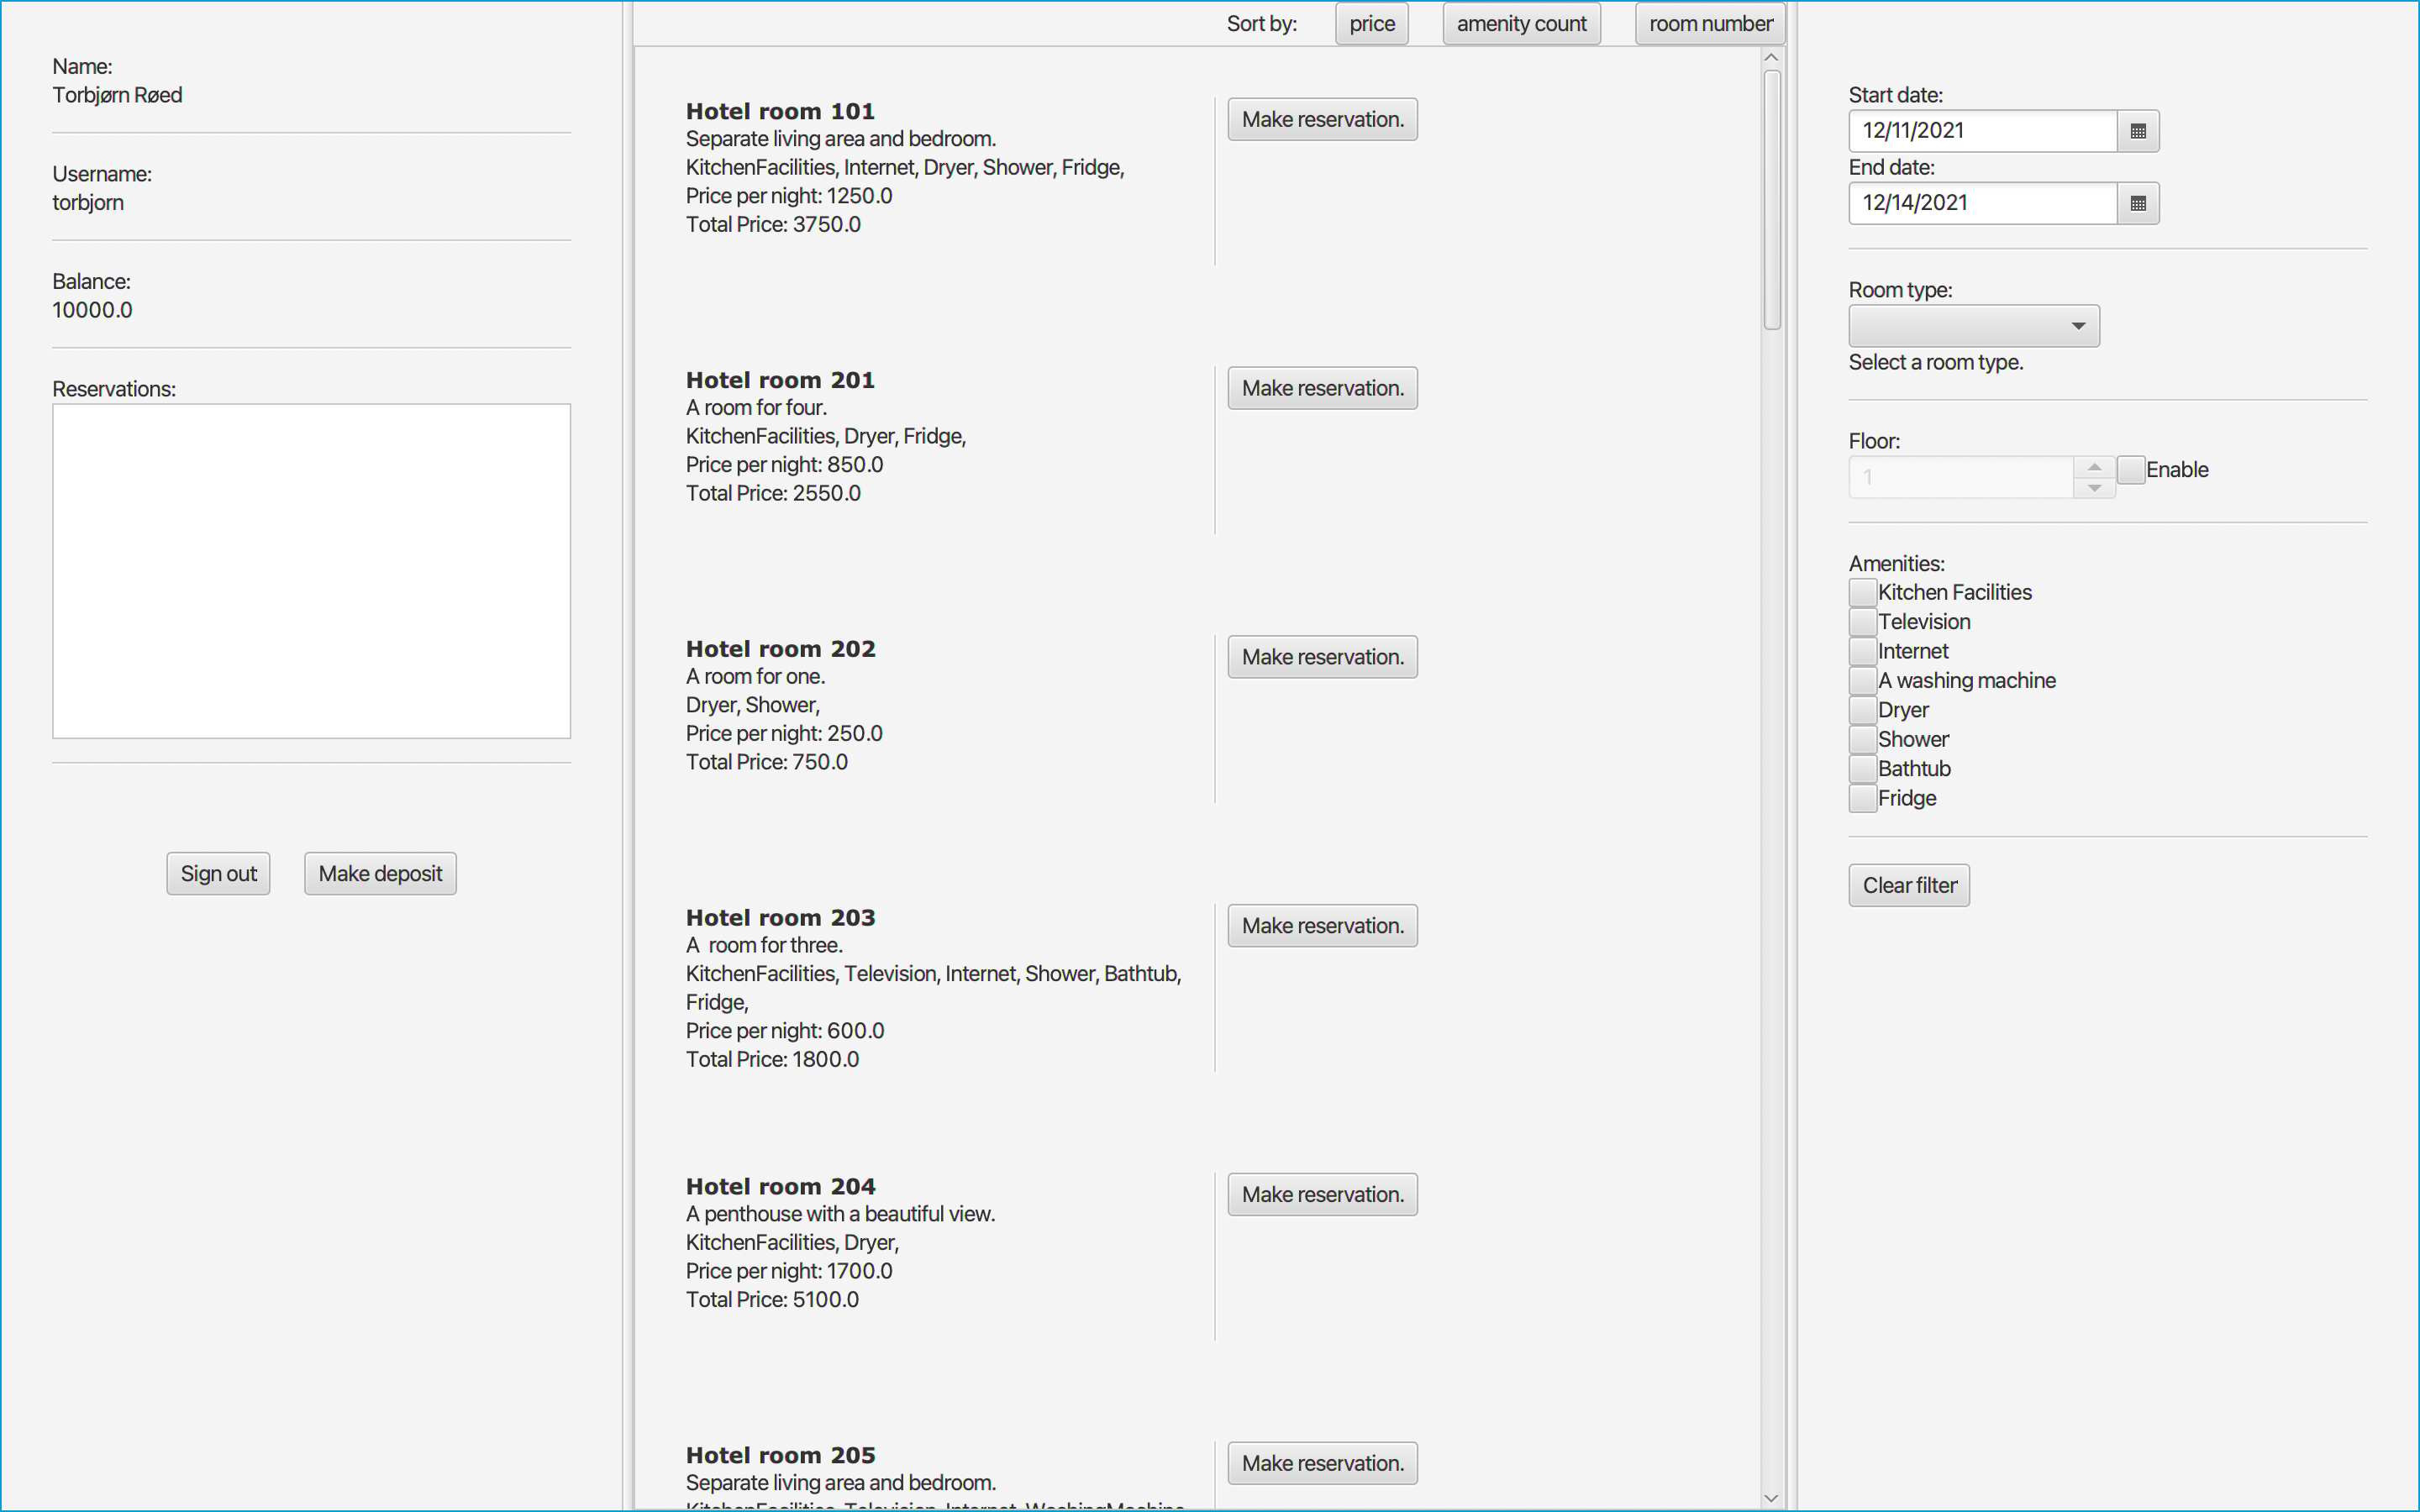 Name:
Torbjørn Røed
Username:
torbjorn
Balance:
10000.0
Reservations:
Sign out
Make deposit
Sort by:
price
amenity count
room number
Hotel room 101
Separate living area and bedroom.
KitchenFacilities, Internet, Dryer, Shower, Fridge,
Price per night: 1250.0
Total Price: 3750.0
Make reservation.
Hotel room 201
A room for four.
KitchenFacilities, Dryer, Fridge,
Price per night: 850.0
Total Price: 2550.0
Make reservation.
Hotel room 202
A room for one.
Dryer, Shower,
Price per night: 250.0
Total Price: 750.0
Make reservation.
Hotel room 203
A  room for three.
KitchenFacilities, Television, Internet, Shower, Bathtub,
Fridge,
Price per night: 600.0
Total Price: 1800.0
Make reservation.
Hotel room 204
A penthouse with a beautiful view.
KitchenFacilities, Dryer,
Price per night: 1700.0
Total Price: 5100.0
Make reservation.
Hotel room 205
Separate living area and bedroom.
KitchenFacilities, Television, Internet, WashingMachine,
Make reservation.
Start date:
12/11/2021
End date:
12/14/2021
Room type:
Select a room type.
Floor:
1
Enable
Amenities:
Kitchen Facilities
Television
Internet
A washing machine
Dryer
Shower
Bathtub
Fridge
Clear filter